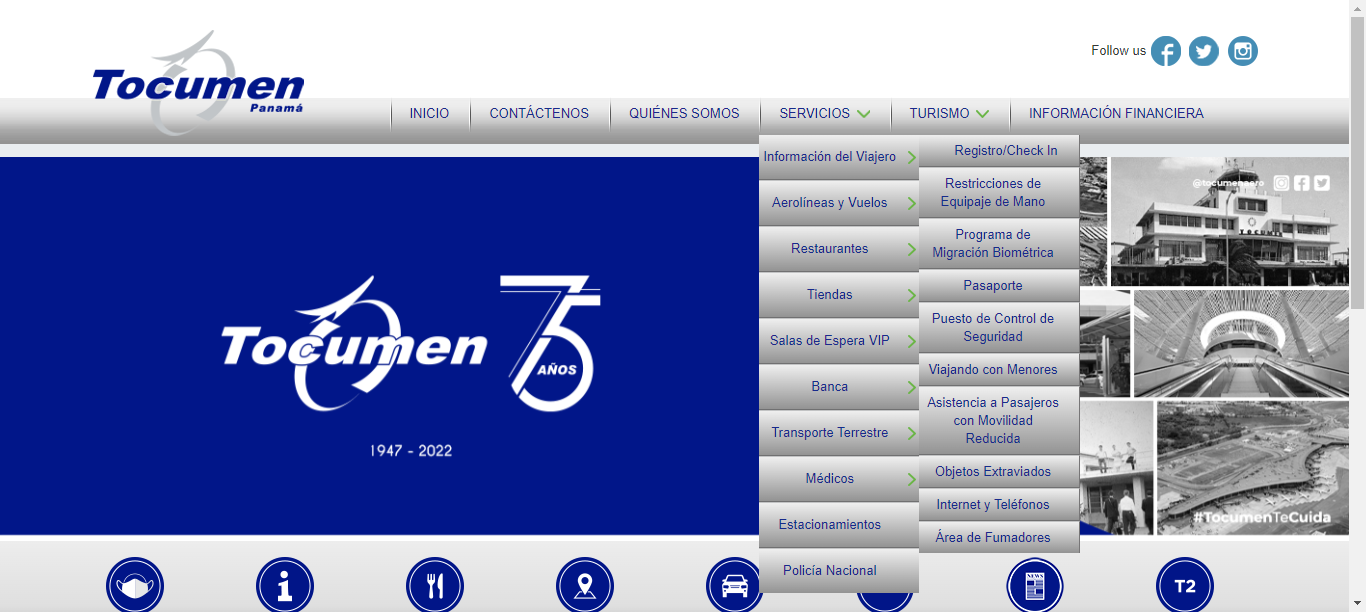 Follow us
Tocumen
Panamá
INICIO
CONTÁCTENOS
QUIÉNES SOMOS
SERVICIOS
TURISMO
INFORMACIÓN FINANCIERA
Información del Viajero
Aerolíneas y Vuelos
Restaurantes
Tiendas
Salas de Espera VIP
Banca
Transporte Terrestre
Médicos
Estacionamientos
Policía Nacional
Registro/Check In
Restricciones de
Equipaje de Mano
Programa de
Migración Biométrica
Pasaporte
Puesto de Control de
Seguridad
Viajando con Menores
Asistencia a Pasajeros
con Movilidad
Reducida
Objetos Extraviados
Internet y Teléfonos
Área de Fumadores
Tocumen 75
AÑOS
1947 - 2022
@tocumenaero
TOCUMEN
#TocumenTeCuida
NEWS
T2